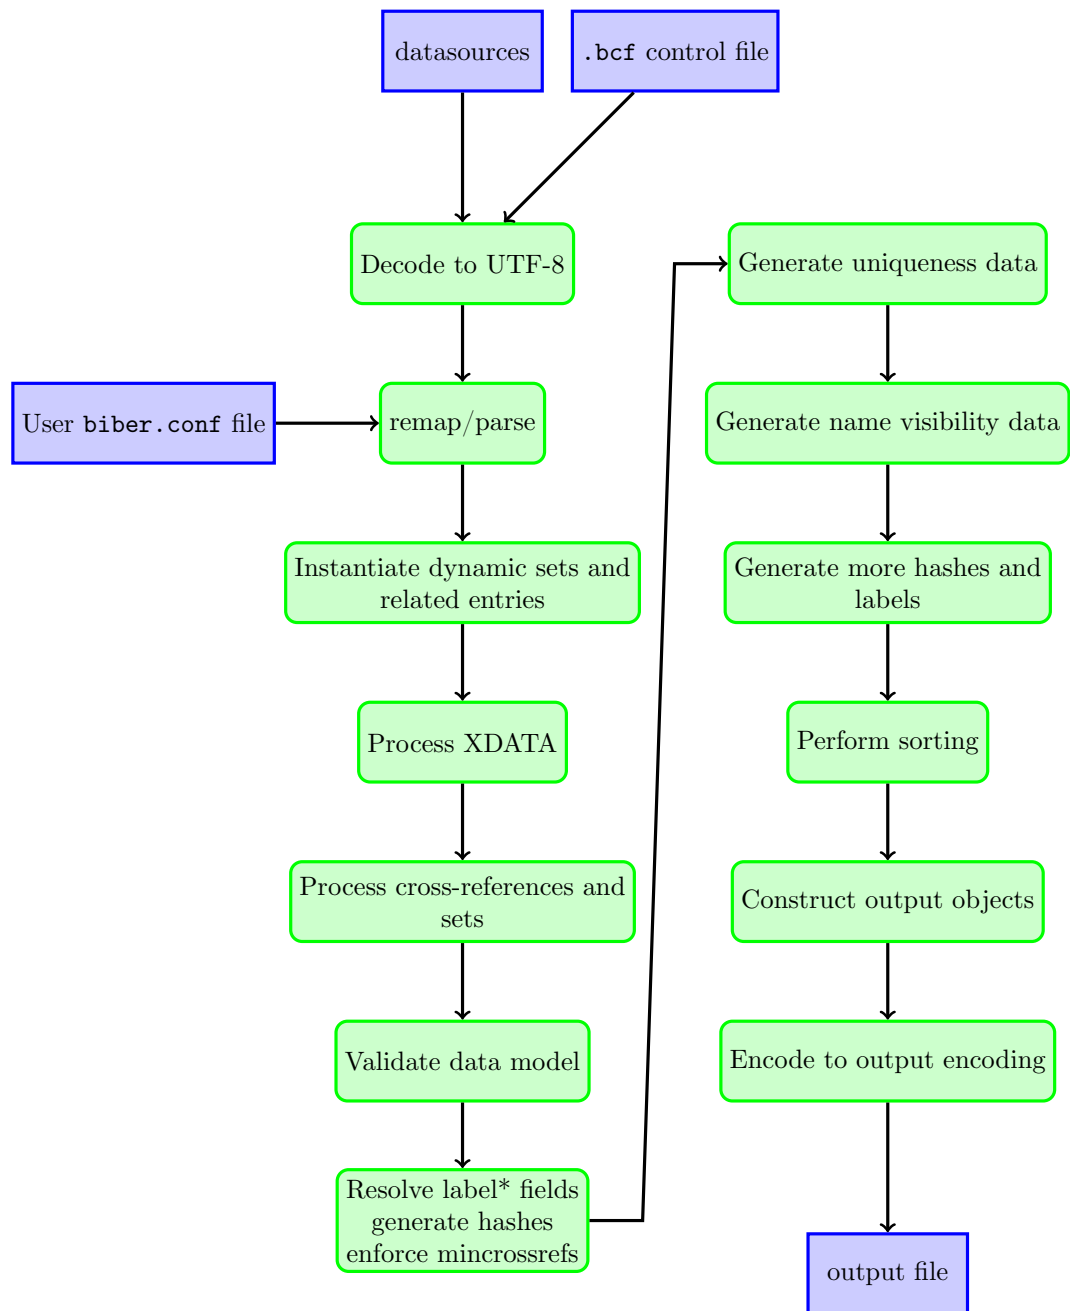 datasources
.bcf control file
Decode to UTF-8
User biber.conf file
remap/parse
Instantiate dynamic sets and
related entries
Process XDATA
Process cross-references and
sets
Validate data model
Resolve label* fields
generate hashes
enforce mincrossrefs
Generate uniqueness data
Generate name visibility data
Generate more hashes and
labels
Perform sorting
Construct output objects
Encode to output encoding
output file